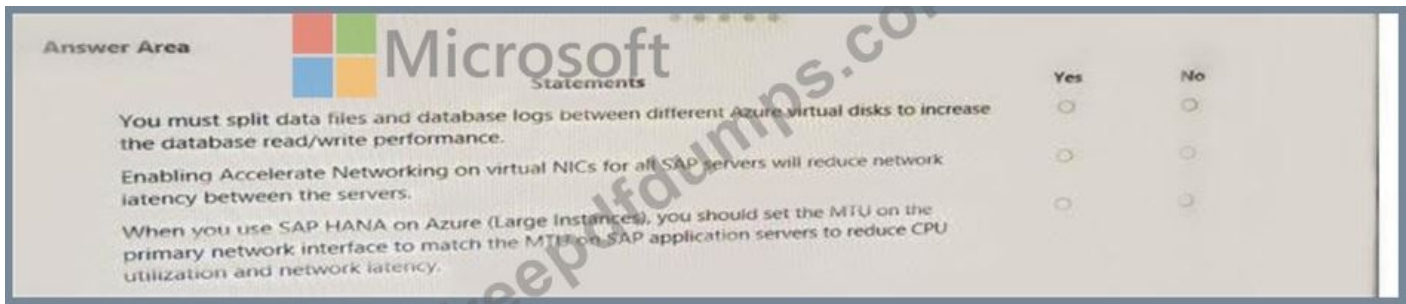 Answer Area
Microsoft
Statements
Yes
No
You must split data files and database logs between different Azure virtual disks to increase
the database read/write performance.
Enabling Accelerate Networking on virtual NICs for all SAP servers will reduce network
latency between the servers.
When you use SAP HANA on Azure (Large Instances), you should set the MTU on the
primary network interface to match the MTU on SAP application servers to reduce CPU
utilization and network latency.
freepdfdumps.com